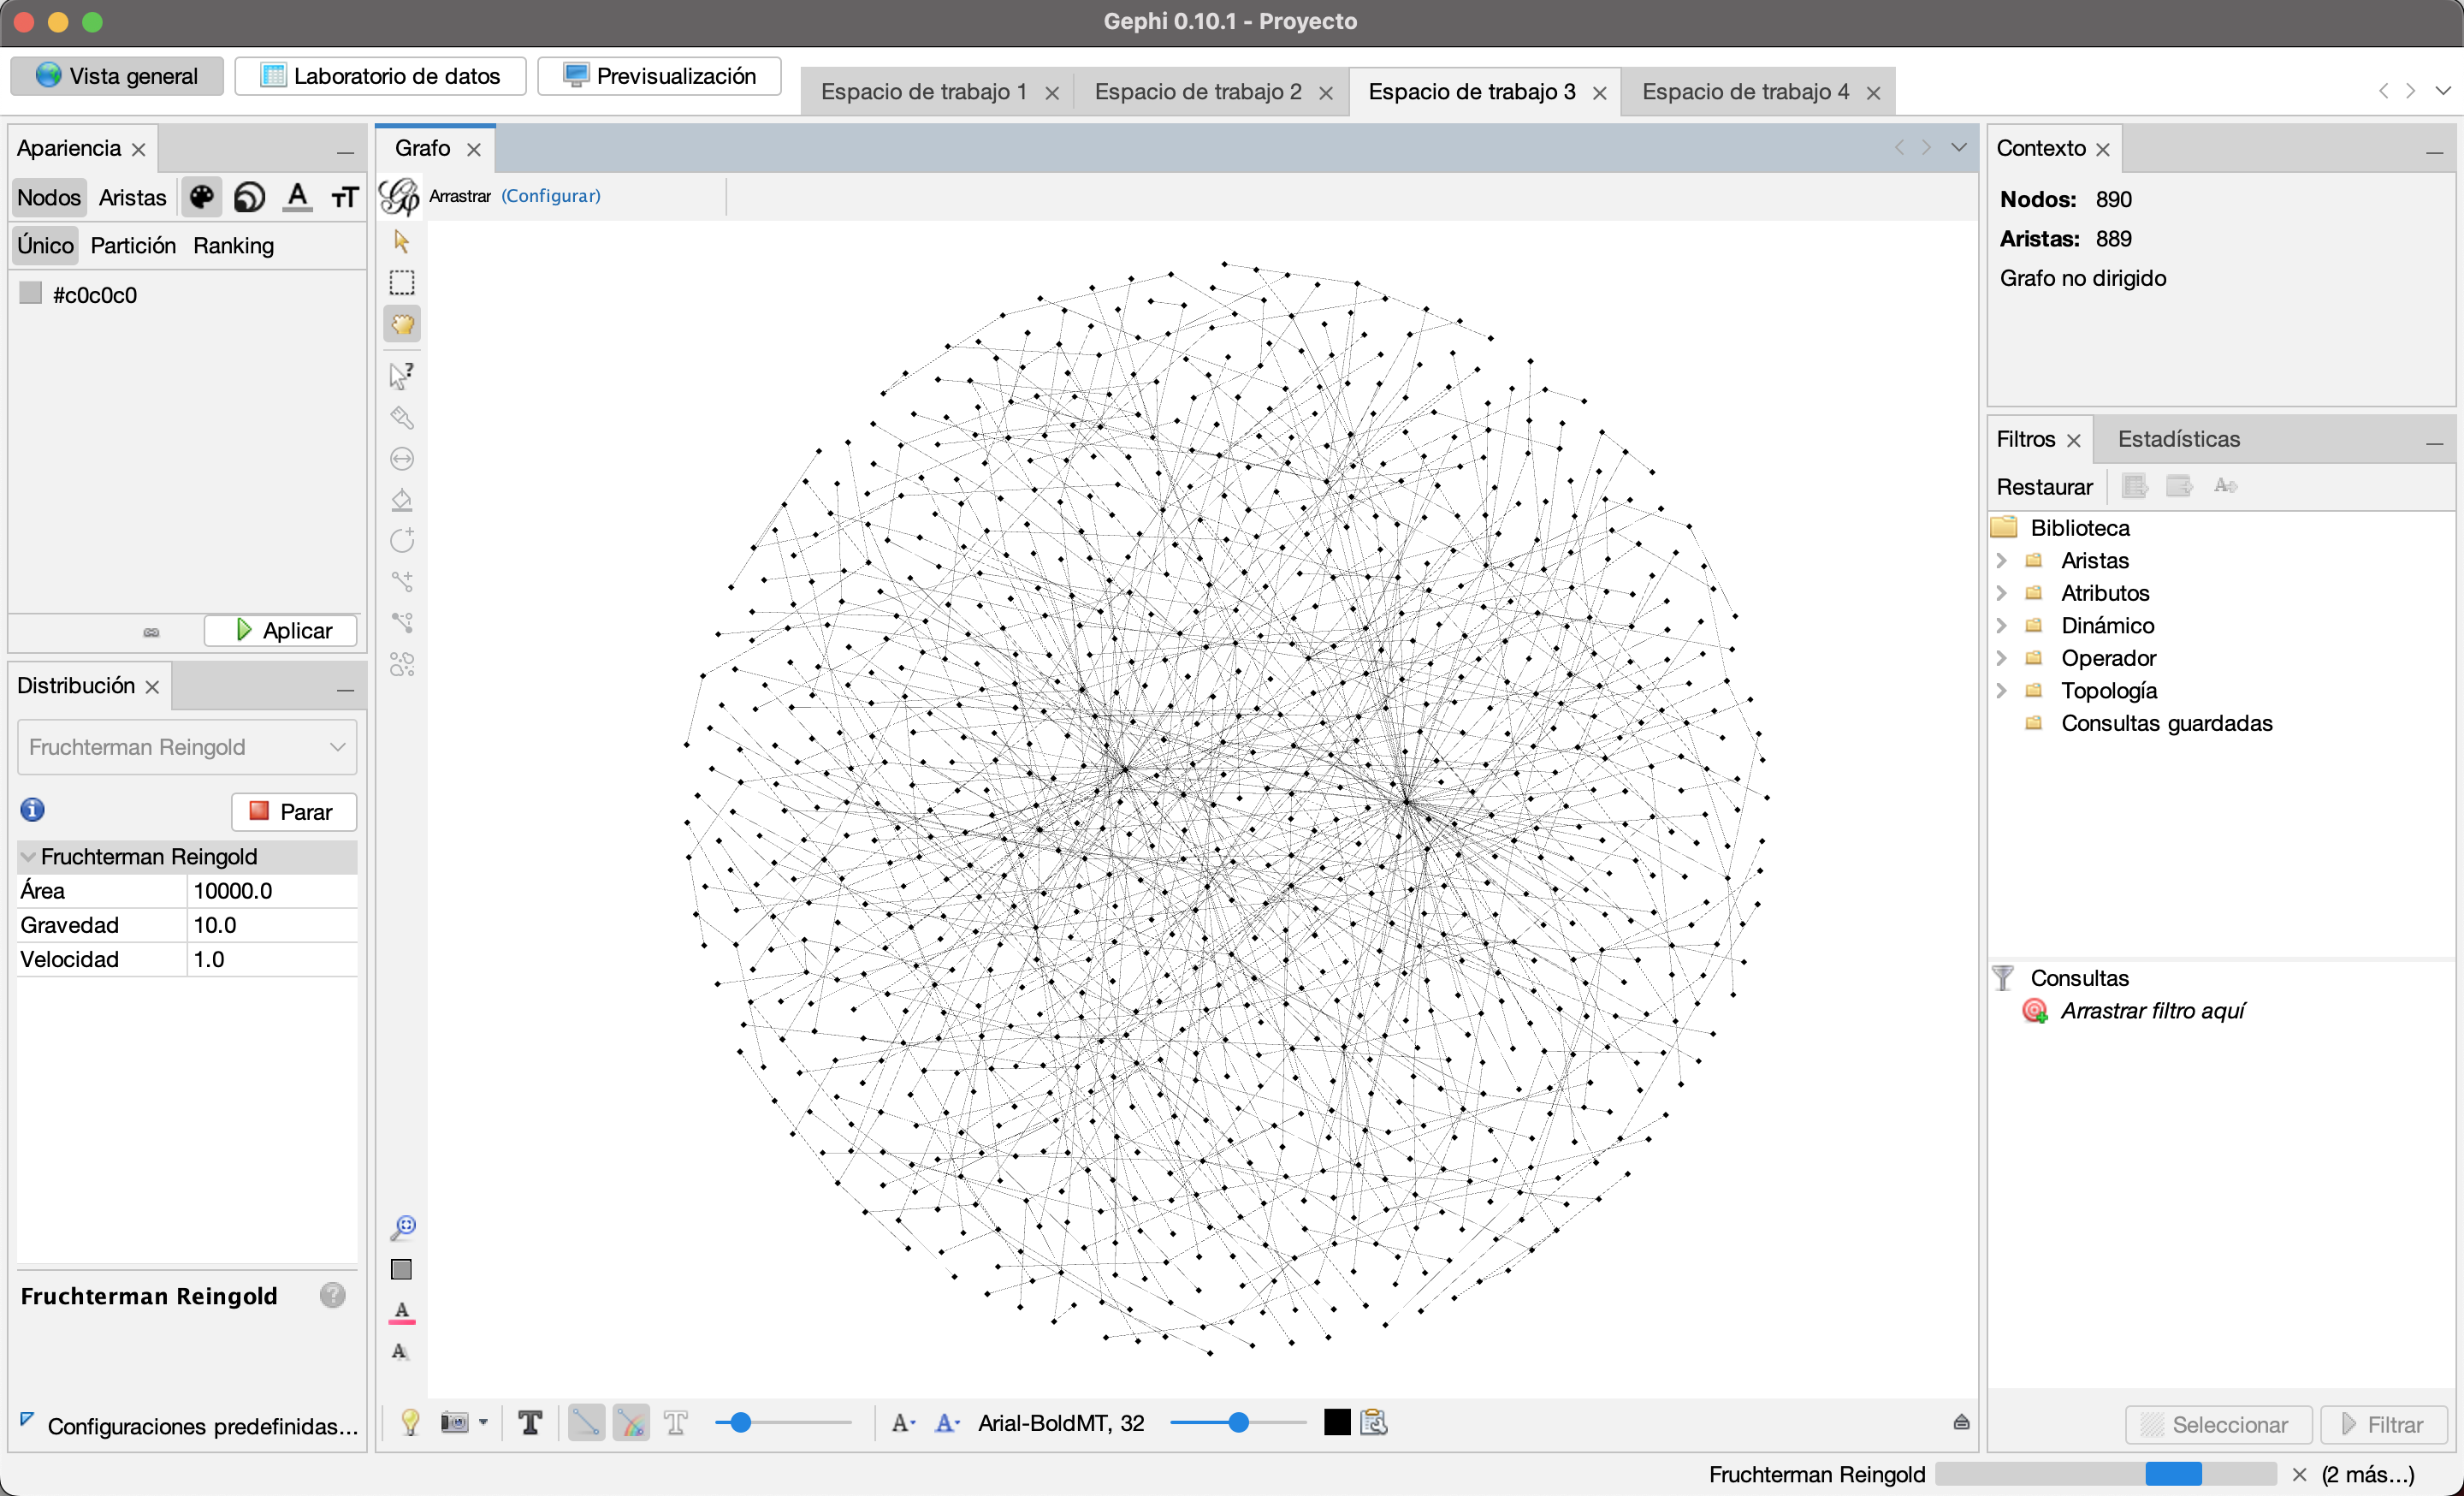 Gephi 0.10.1 - Proyecto
Vista general
Laboratorio de datos
Previsualización
Espacio de trabajo 1
Espacio de trabajo 2
Espacio de trabajo 3
Espacio de trabajo 4
Apariencia
Nodos Aristas
Único Partición Ranking
#c0c0c0
Aplicar
Distribución
Fruchterman Reingold
Parar
Fruchterman Reingold
Área 10000.0
Gravedad 10.0
Velocidad 1.0
Fruchterman Reingold
Configuraciones predefinidas...
Grafo
Arrastrar (Configurar)
Arial-BoldMT, 32
Contexto
Nodos: 890
Aristas: 889
Grafo no dirigido
Filtros
Estadísticas
Restaurar
Biblioteca
Aristas
Atributos
Dinámico
Operador
Topología
Consultas guardadas
Consultas
Arrastrar filtro aquí
Seleccionar
Filtrar
Fruchterman Reingold
(2 más...)